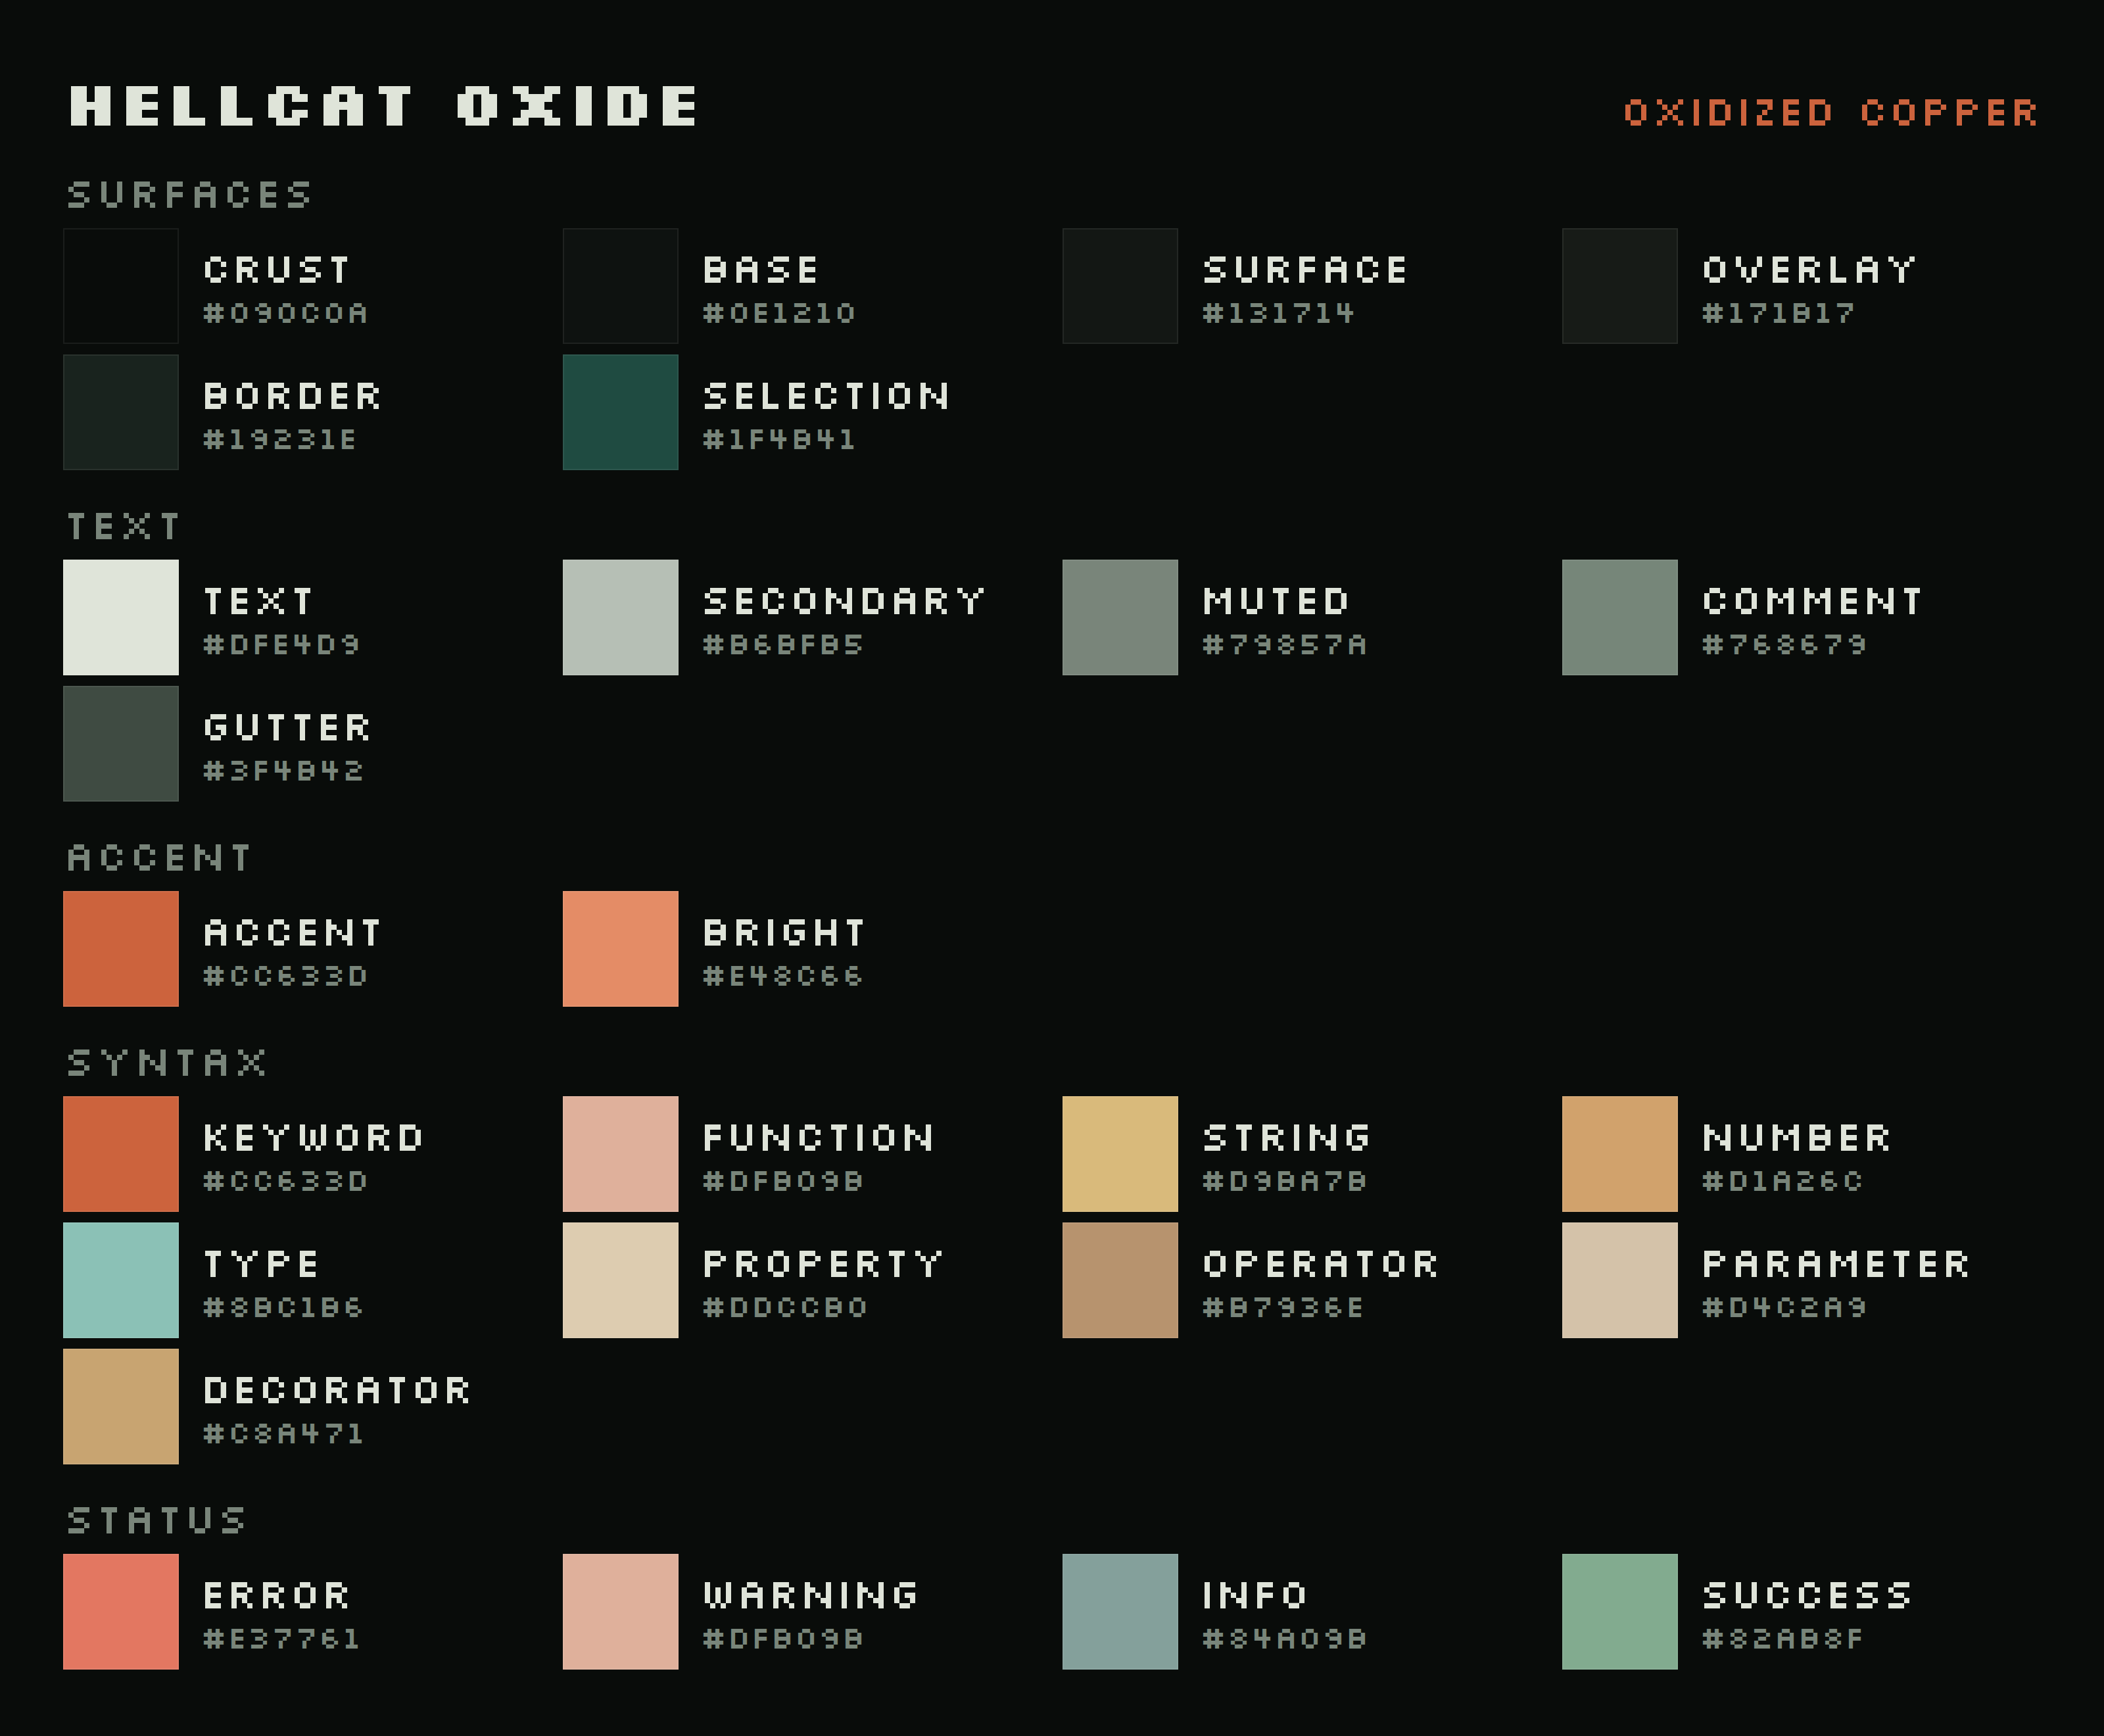 HELLCAT OXIDE
OXIDIZED COPPER
SURFACES
CRUST
#090C0A
BASE
#0E1210
SURFACE
#131714
OVERLAY
#171B17
BORDER
#19231E
SELECTION
#1F4B41
TEXT
TEXT
#DFE4D9
SECONDARY
#B6BFB5
MUTED
#79857A
COMMENT
#768679
GUTTER
#3F4B42
ACCENT
ACCENT
#CC633D
BRIGHT
#E48C66
SYNTAX
KEYWORD
#CC633D
FUNCTION
#DFB09B
STRING
#D9BA7B
NUMBER
#D1A26C
TYPE
#8BC1B6
PROPERTY
#DDCCB0
OPERATOR
#B7936E
PARAMETER
#D4C2A9
DECORATOR
#C8A471
STATUS
ERROR
#E37761
WARNING
#DFB09B
INFO
#84A09B
SUCCESS
#82AB8F